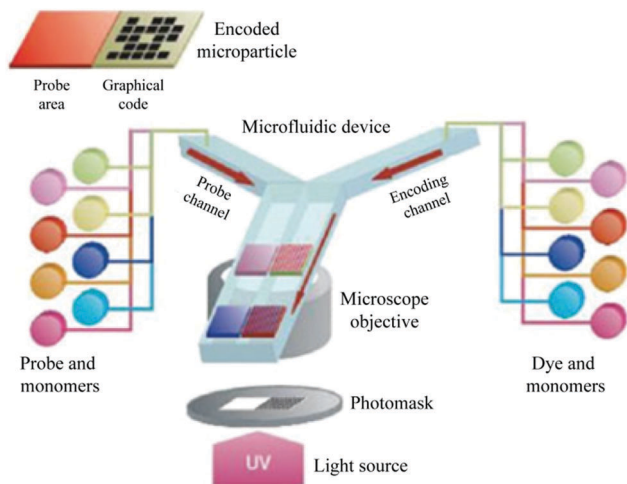 Encoded
microparticle
Probe
area
Graphical
code
Microfluidic device
Probe
channel
Encoding
channel
Microscope
objective
Probe and
monomers
Dye and
monomers
Photomask
UV
Light source